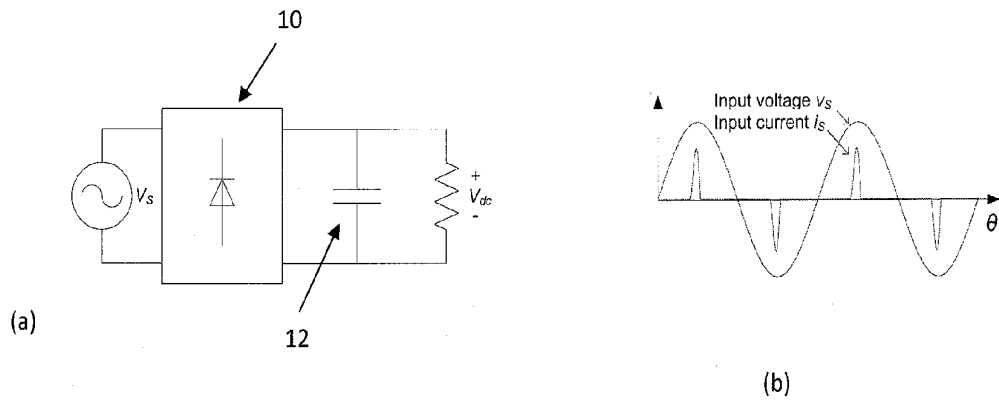 10
Vs
+
Vdc
-
12
(a)
Input voltage vs
Input current is
θ
(b)